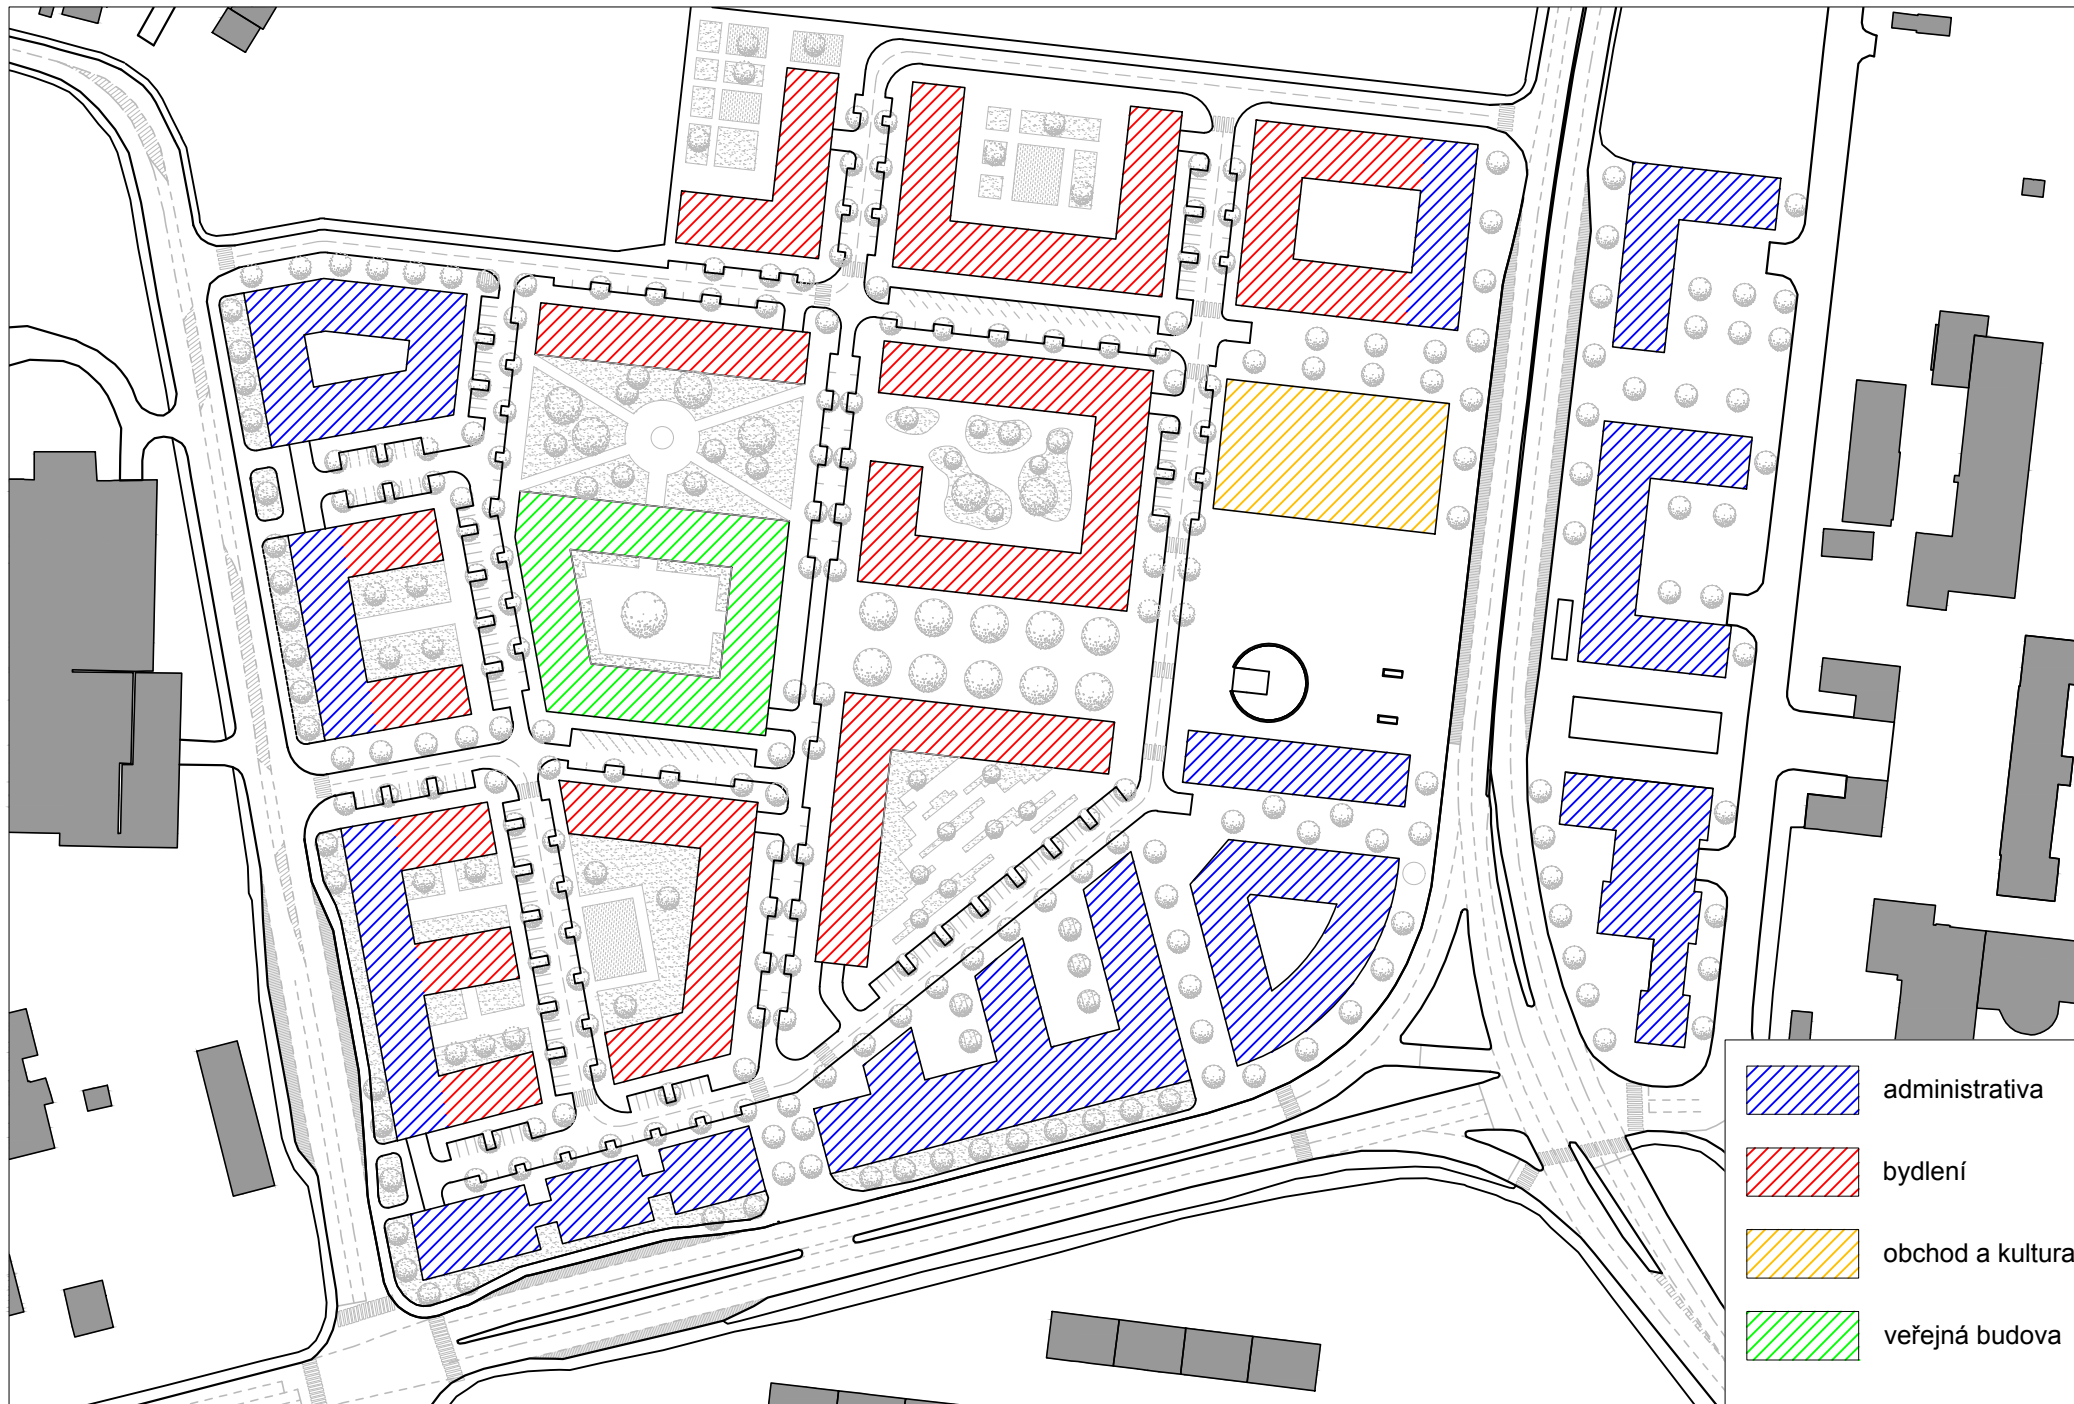 administrativa
bydlení
obchod a kultura
veřejná budova